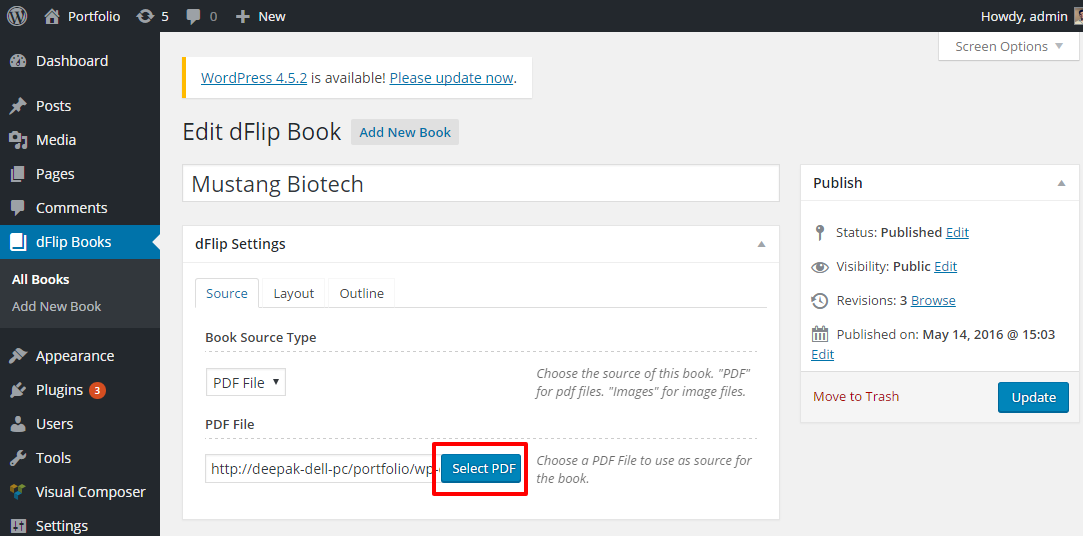 Portfolio 5 0 New Howdy, admin
Screen Options
Dashboard
Posts
Media
Pages
Comments
dFlip Books
All Books
Add New Book
Appearance
Plugins 3
Users
Tools
Visual Composer
Settings
WordPress 4.5.2 is available! Please update now.
Edit dFlip Book Add New Book
Mustang Biotech
dFlip Settings
Source Layout Outline
Book Source Type
PDF File
Choose the source of this book. "PDF"
for pdf files. "Images" for image files.
PDF File
http://deepak-dell-pc/portfolio/wp- Select PDF
Choose a PDF File to use as source for
the book.
Publish
Status: Published Edit
Visibility: Public Edit
Revisions: 3 Browse
Published on: May 14, 2016 @ 15:03
Edit
Move to Trash Update